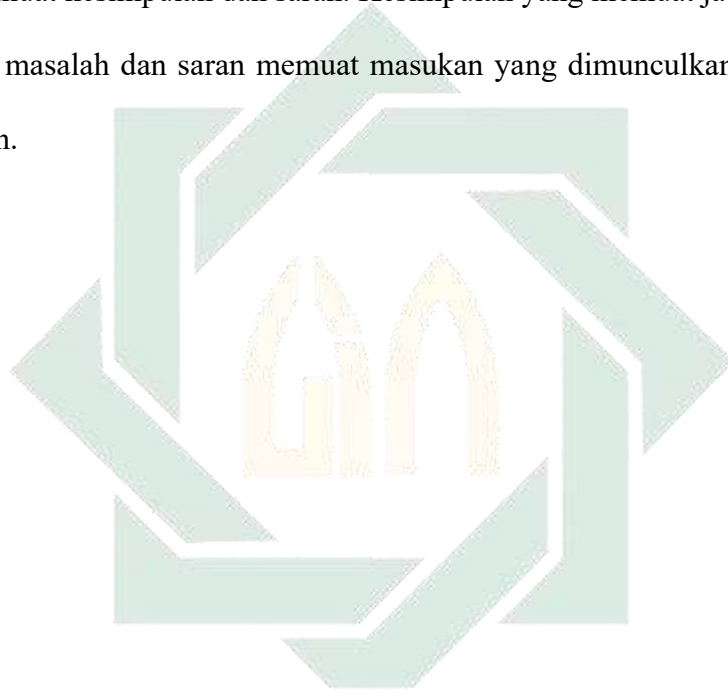 kesimpulan dan saran. Kesimpulan yang memuat
masalah dan saran memuat masukan yang dimunculkan